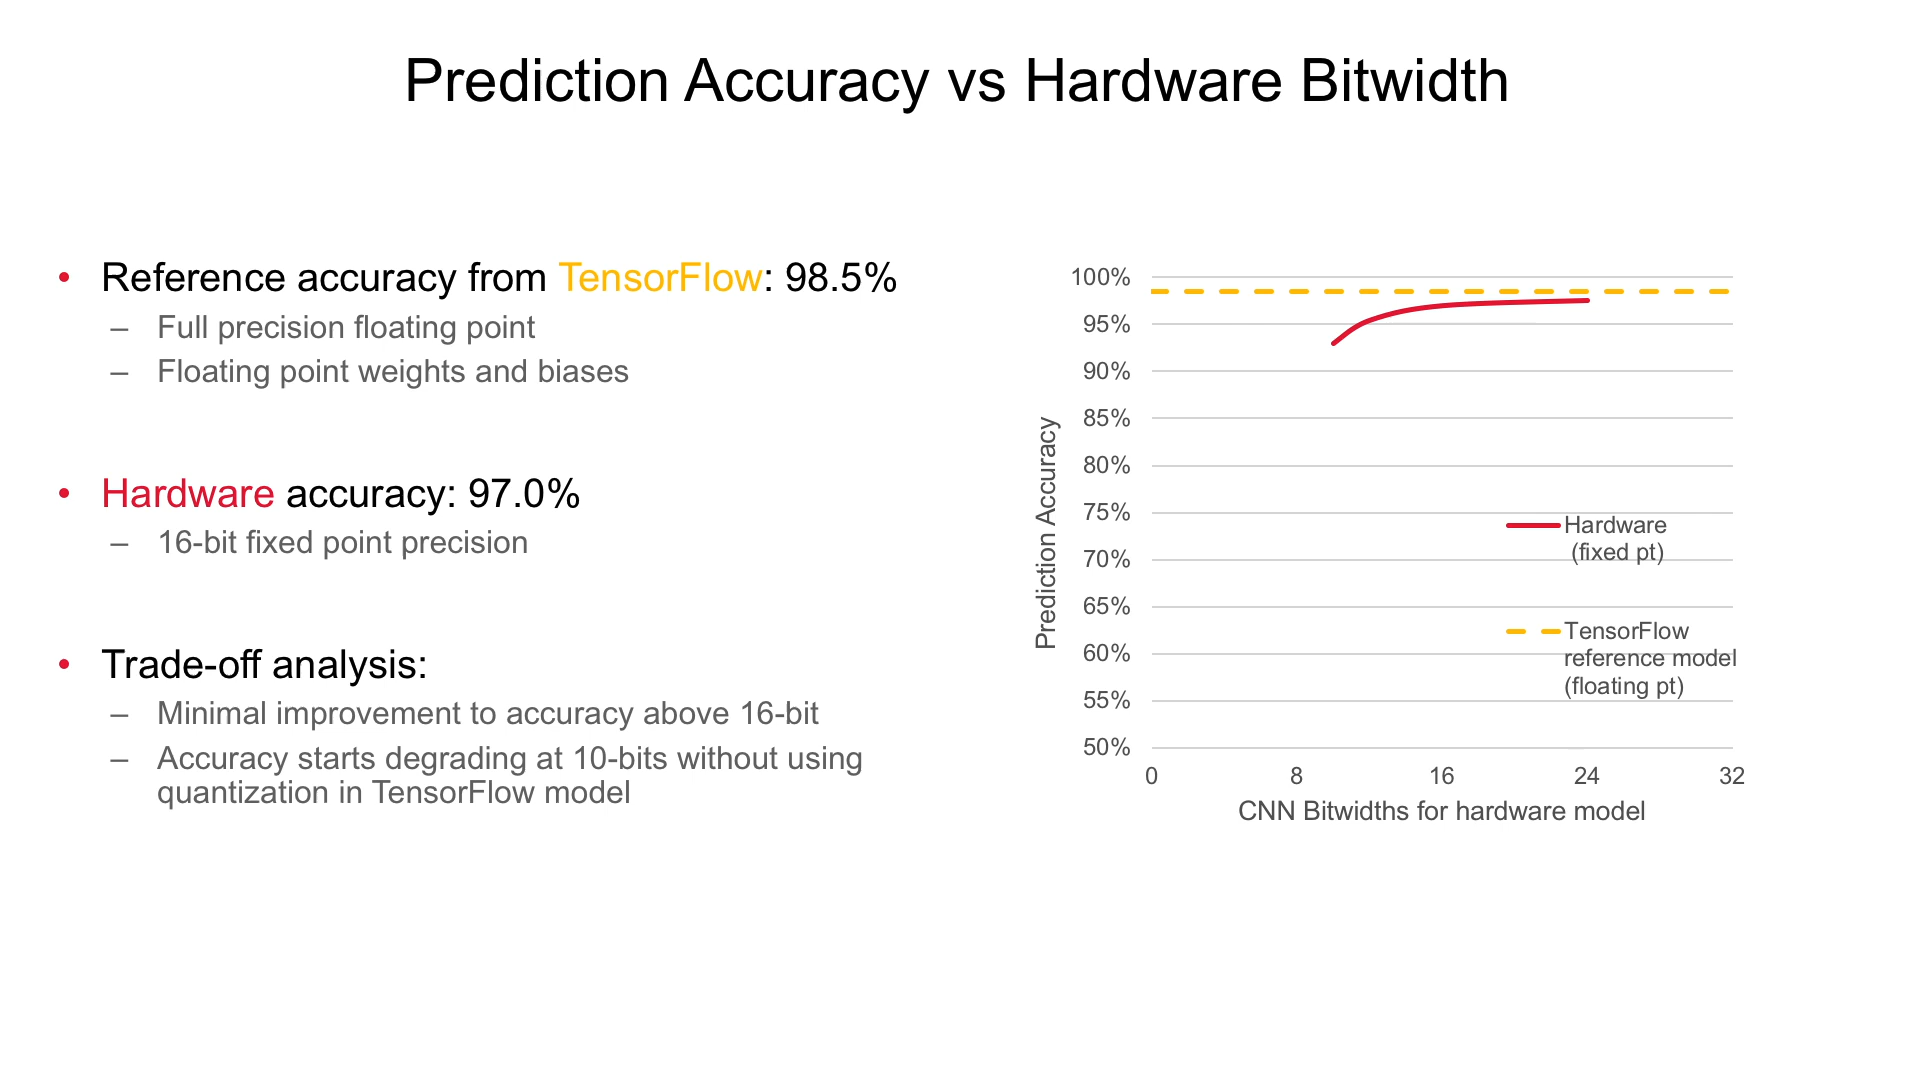 Prediction Accuracy vs Hardware Bitwidth
• Reference accuracy from TensorFlow: 98.5%
– Full precision floating point
– Floating point weights and biases
• Hardware accuracy: 97.0%
– 16-bit fixed point precision
• Trade-off analysis:
– Minimal improvement to accuracy above 16-bit
– Accuracy starts degrading at 10-bits without using
quantization in TensorFlow model
Prediction Accuracy
100%
95%
90%
85%
80%
75%
70%
65%
60%
55%
50%
Hardware
(fixed pt)
TensorFlow
reference model
(floating pt)
0 8 16 24 32
CNN Bitwidths for hardware model